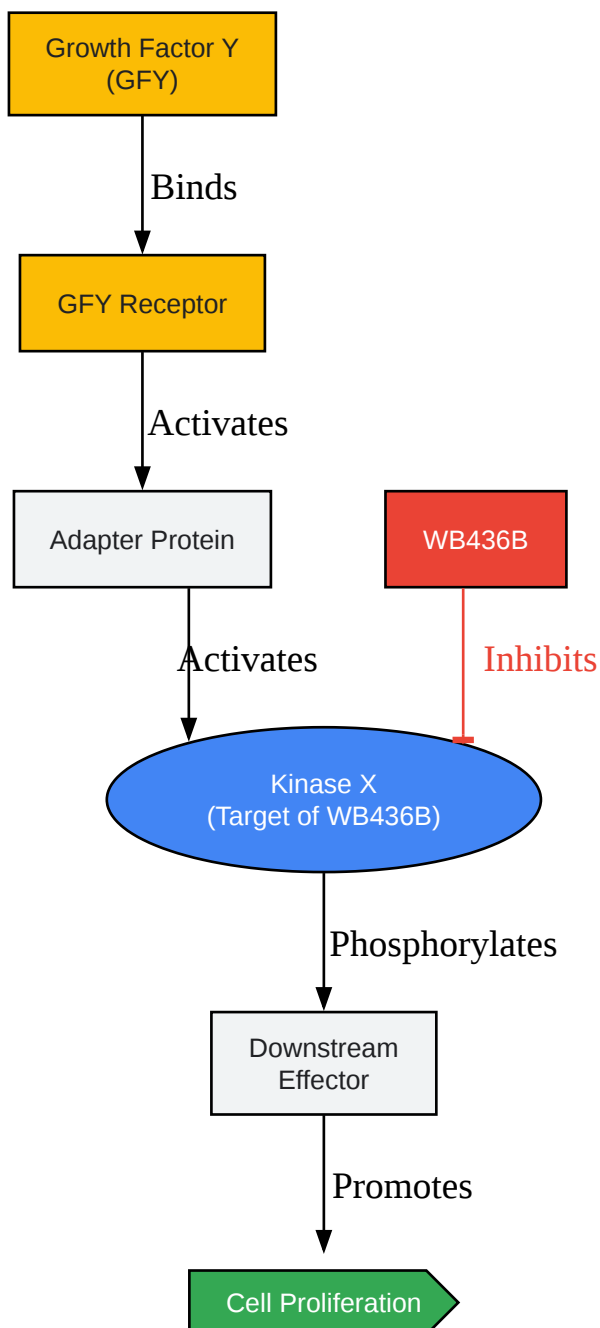 Growth Factor Y
(GFY)
Binds
GFY Receptor
Activates
Adapter Protein
WB436B
Activates
Inhibits
Kinase X
(Target of WB436B)
Phosphorylates
Downstream
Effector
Promotes
Cell Proliferation